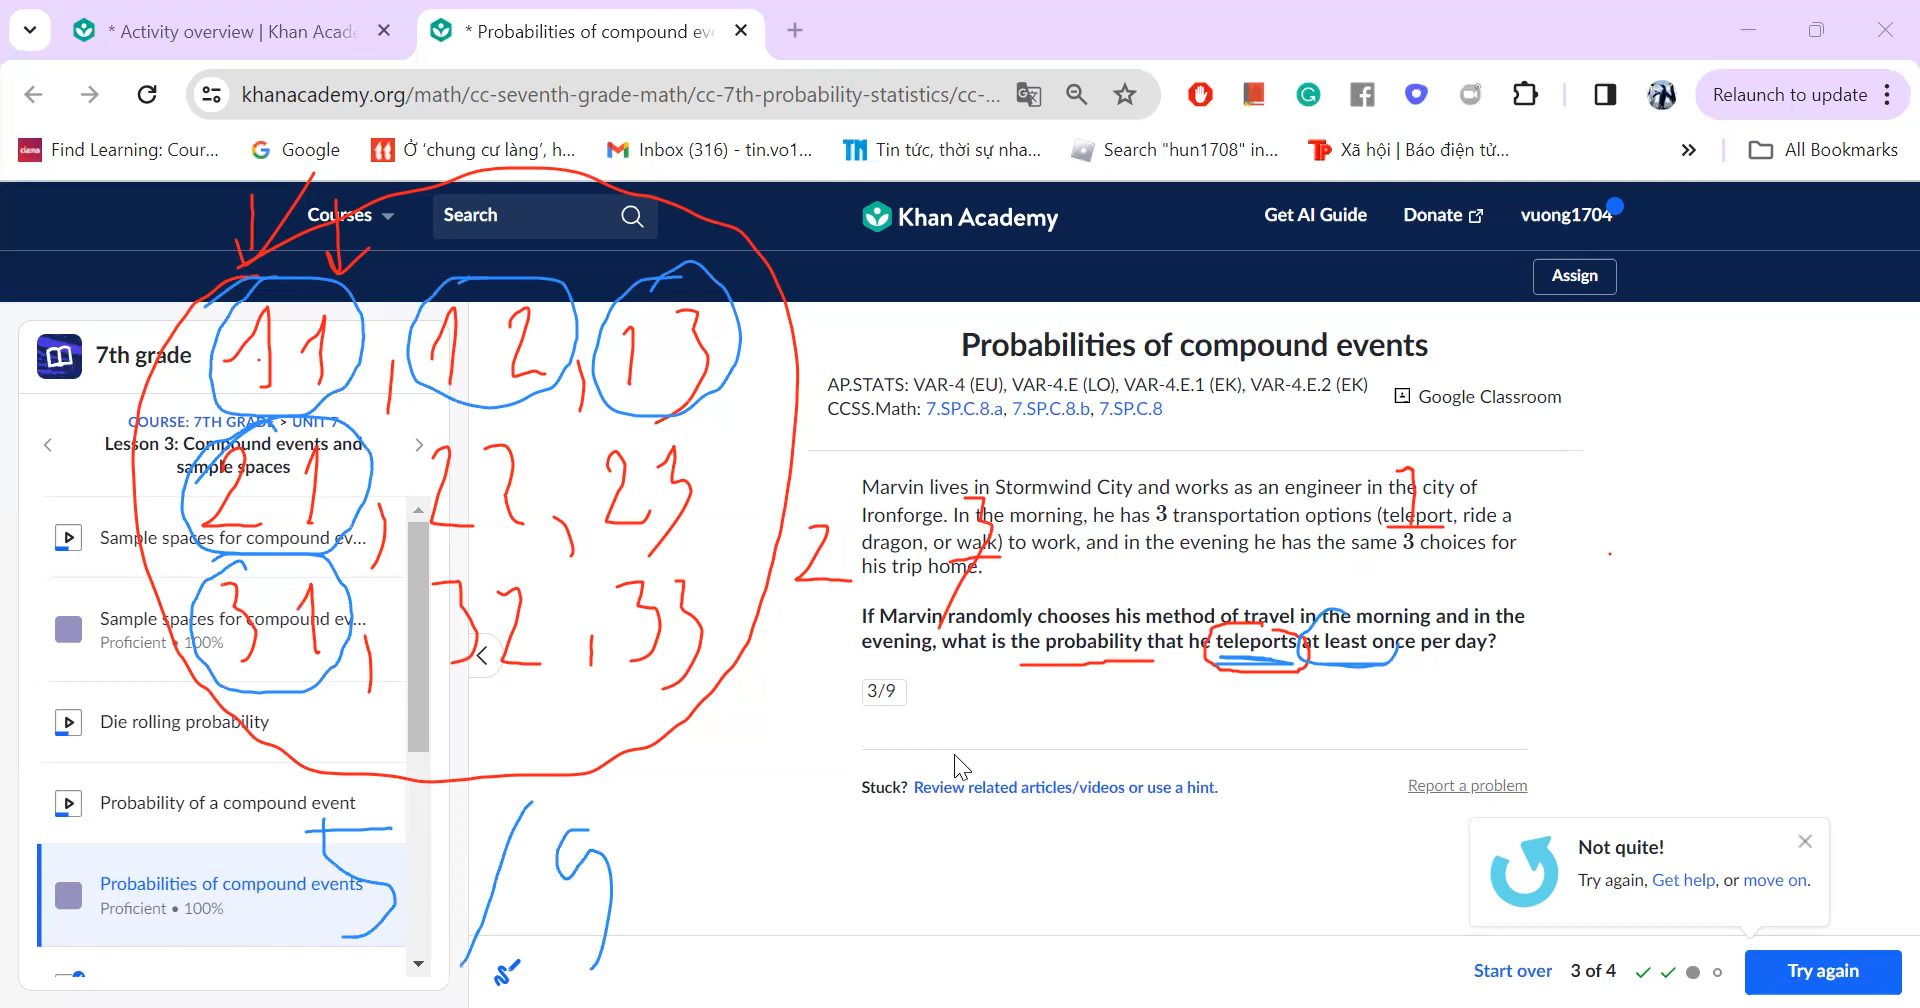 * Activity overview | Khan Acade
* Probabilities of compound eve
khanacademy.org/math/cc-seventh-grade-math/cc-7th-probability-statistics/cc-...
Relaunch to update
Find Learning: Cour...
Google
Ở 'chung cư làng', h...
Inbox (316) - tin.vo1...
Tin tức, thời sự nha...
Search "hun1708" in...
Xã hội | Báo điện tử...
»
All Bookmarks
Courses
Search
Khan Academy
Get AI Guide
Donate
vuong1704
Assign
7th grade
COURSE: 7TH GRADE > UNIT 7
Lesson 3: Compound events and
sample spaces
Sample spaces for compound ev...
Sample spaces for compound ev...
Proficient • 100%
Die rolling probability
Probability of a compound event
Probabilities of compound events
Proficient • 100%
11, 12, 13
21, 22, 23
31, 32, 33
5/9
Probabilities of compound events
AP.STATS: VAR-4 (EU), VAR-4.E (LO), VAR-4.E.1 (EK), VAR-4.E.2 (EK)
CCSS.Math: 7.SP.C.8.a, 7.SP.C.8.b, 7.SP.C.8
Google Classroom
1
3
2
Marvin lives in Stormwind City and works as an engineer in the city of
Ironforge. In the morning, he has 3 transportation options (teleport, ride a
dragon, or walk) to work, and in the evening he has the same 3 choices for
his trip home.
If Marvin randomly chooses his method of travel in the morning and in the
evening, what is the probability that he teleports at least once per day?
3/9
Stuck? Review related articles/videos or use a hint.
Report a problem
Not quite!
Try again, Get help, or move on.
Start over
3 of 4
Try again